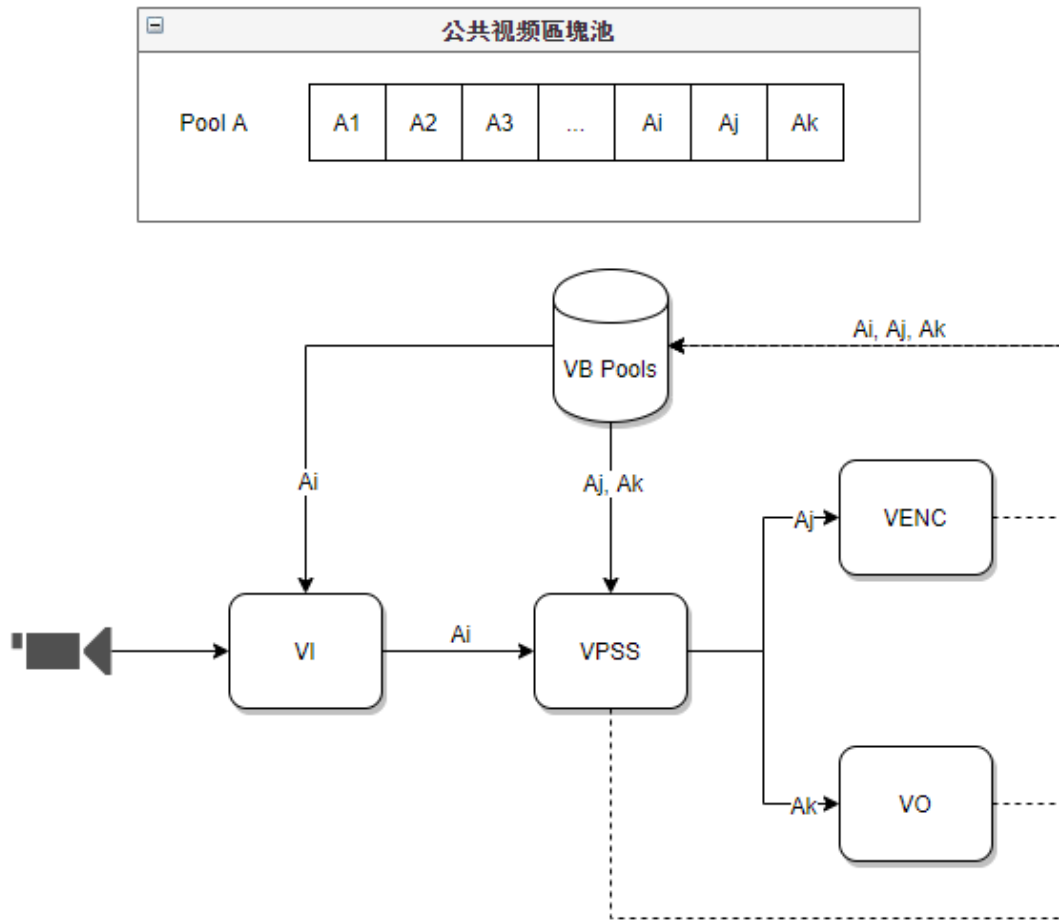 公共视频區塊池
Pool A A1 A2 A3 ... Ai Aj Ak
Ai, Aj, Ak
VB Pools
Ai
Aj, Ak
Aj
VENC
Ai
VI
VPSS
Ak
VO